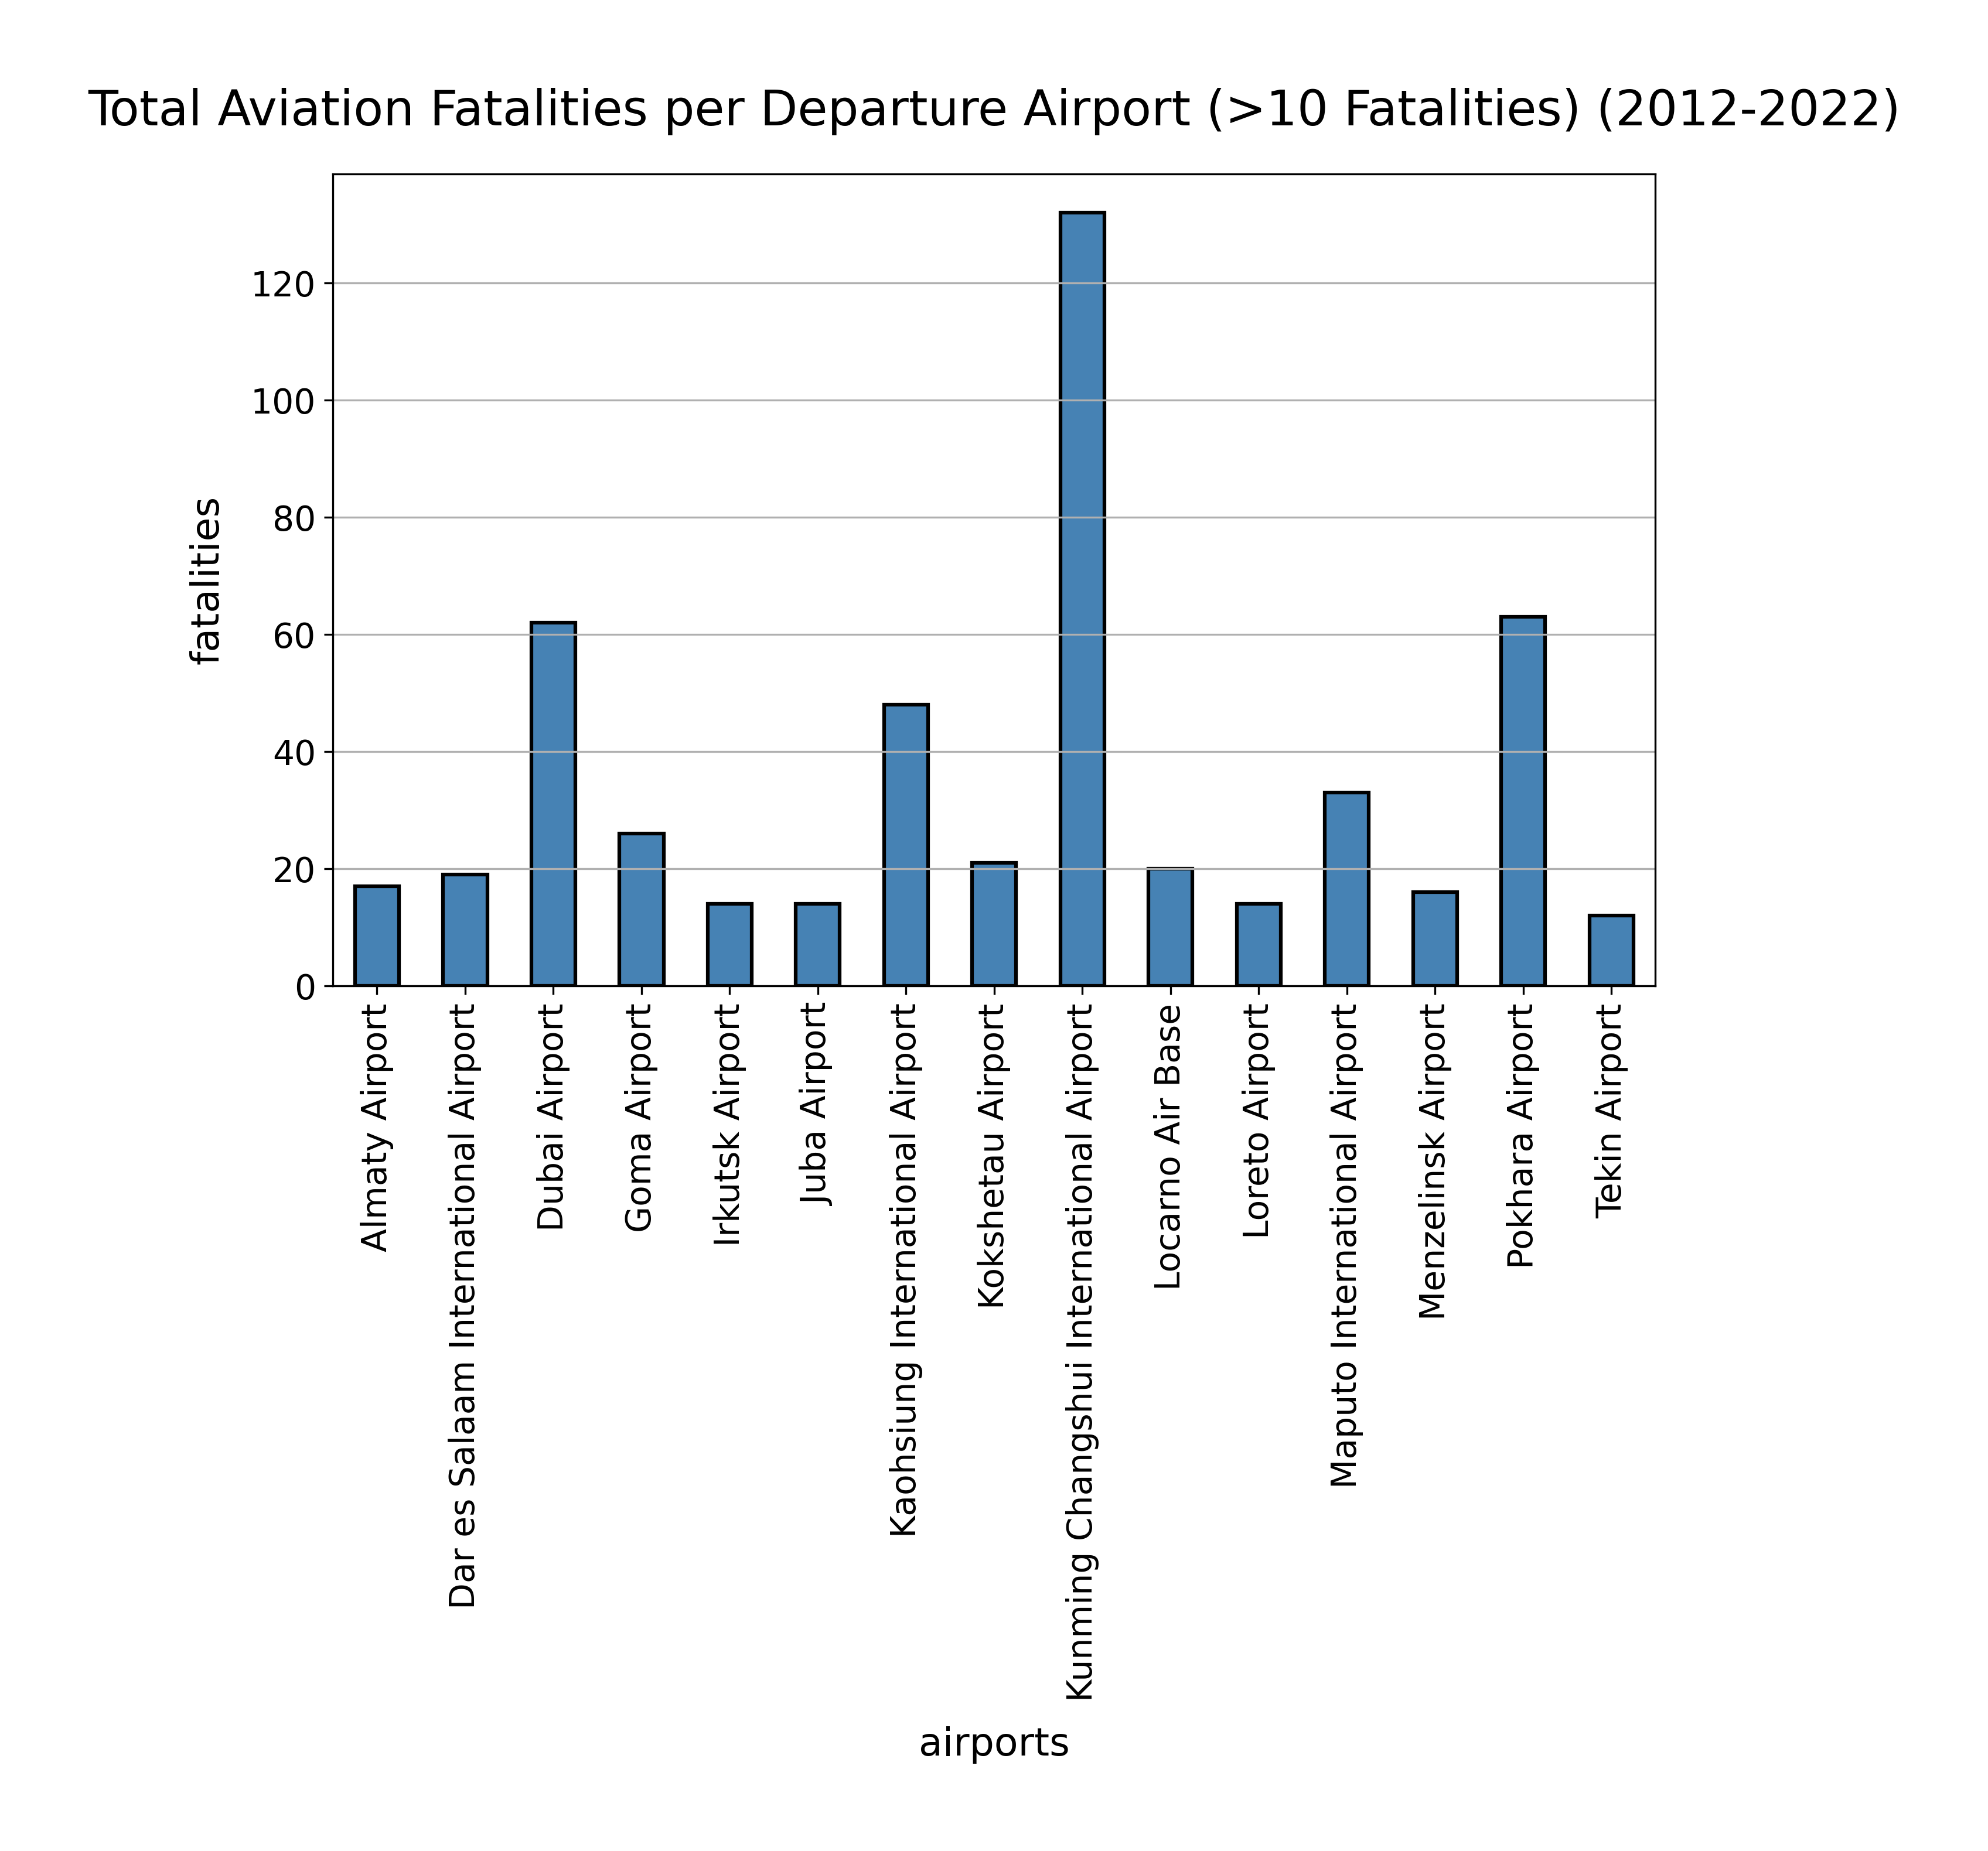 Total Aviation Fatalities per Departure Airport (>10 Fatalities) (2012-2022)
fatalities
120
100
80
60
40
20
0
Almaty Airport
Dar es Salaam International Airport
Dubai Airport
Goma Airport
Irkutsk Airport
Juba Airport
Kaohsiung International Airport
Kokshetau Airport
Kunming Changshui International Airport
Locarno Air Base
Loreto Airport
Maputo International Airport
Menzelinsk Airport
Pokhara Airport
Tekin Airport
airports